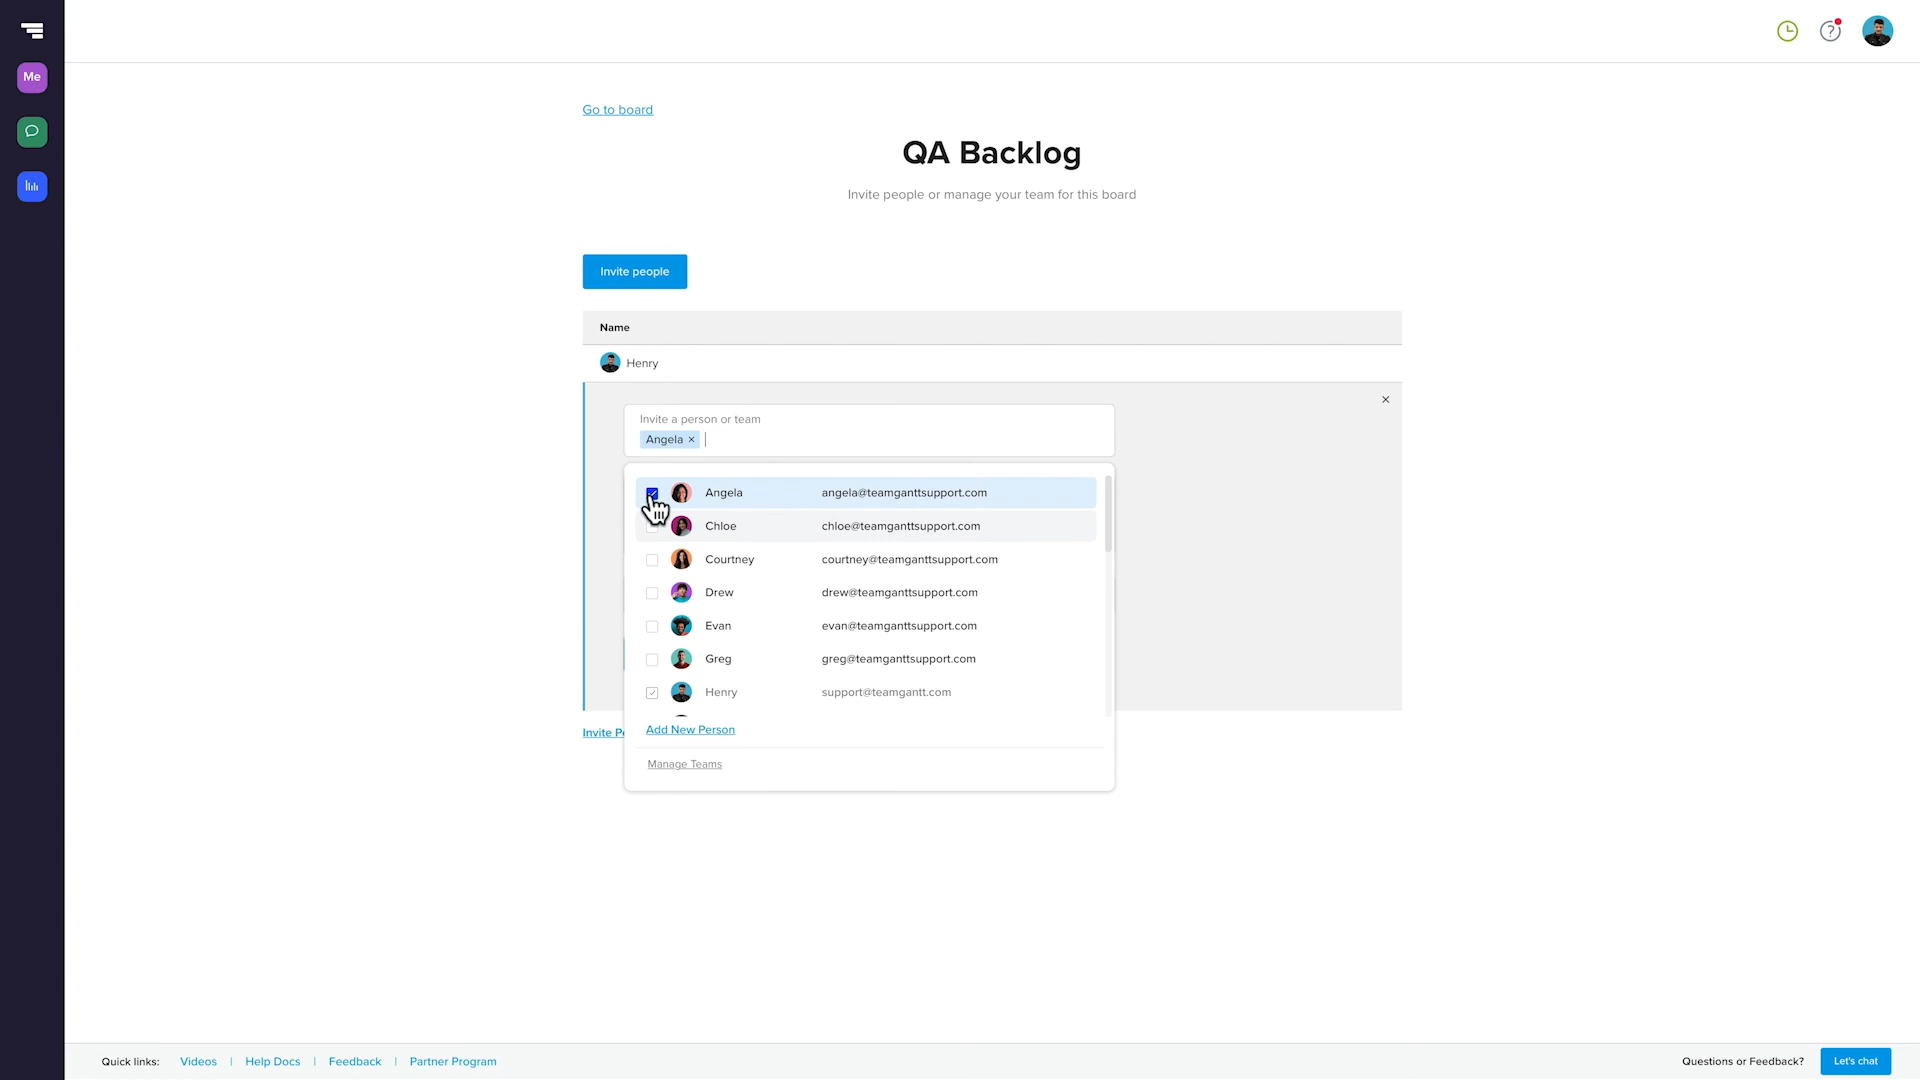 Me
Go to board
QA Backlog
Invite people or manage your team for this board
Invite people
Name
Henry
Invite a person or team
Angela ×
Angela angela@teamganttsupport.com
Chloe chloe@teamganttsupport.com
Courtney courtney@teamganttsupport.com
Drew drew@teamganttsupport.com
Evan evan@teamganttsupport.com
Greg greg@teamganttsupport.com
Henry support@teamgantt.com
Invite
Add New Person
Manage Teams
Quick links: Videos | Help Docs | Feedback | Partner Program
Questions or Feedback? Let's chat